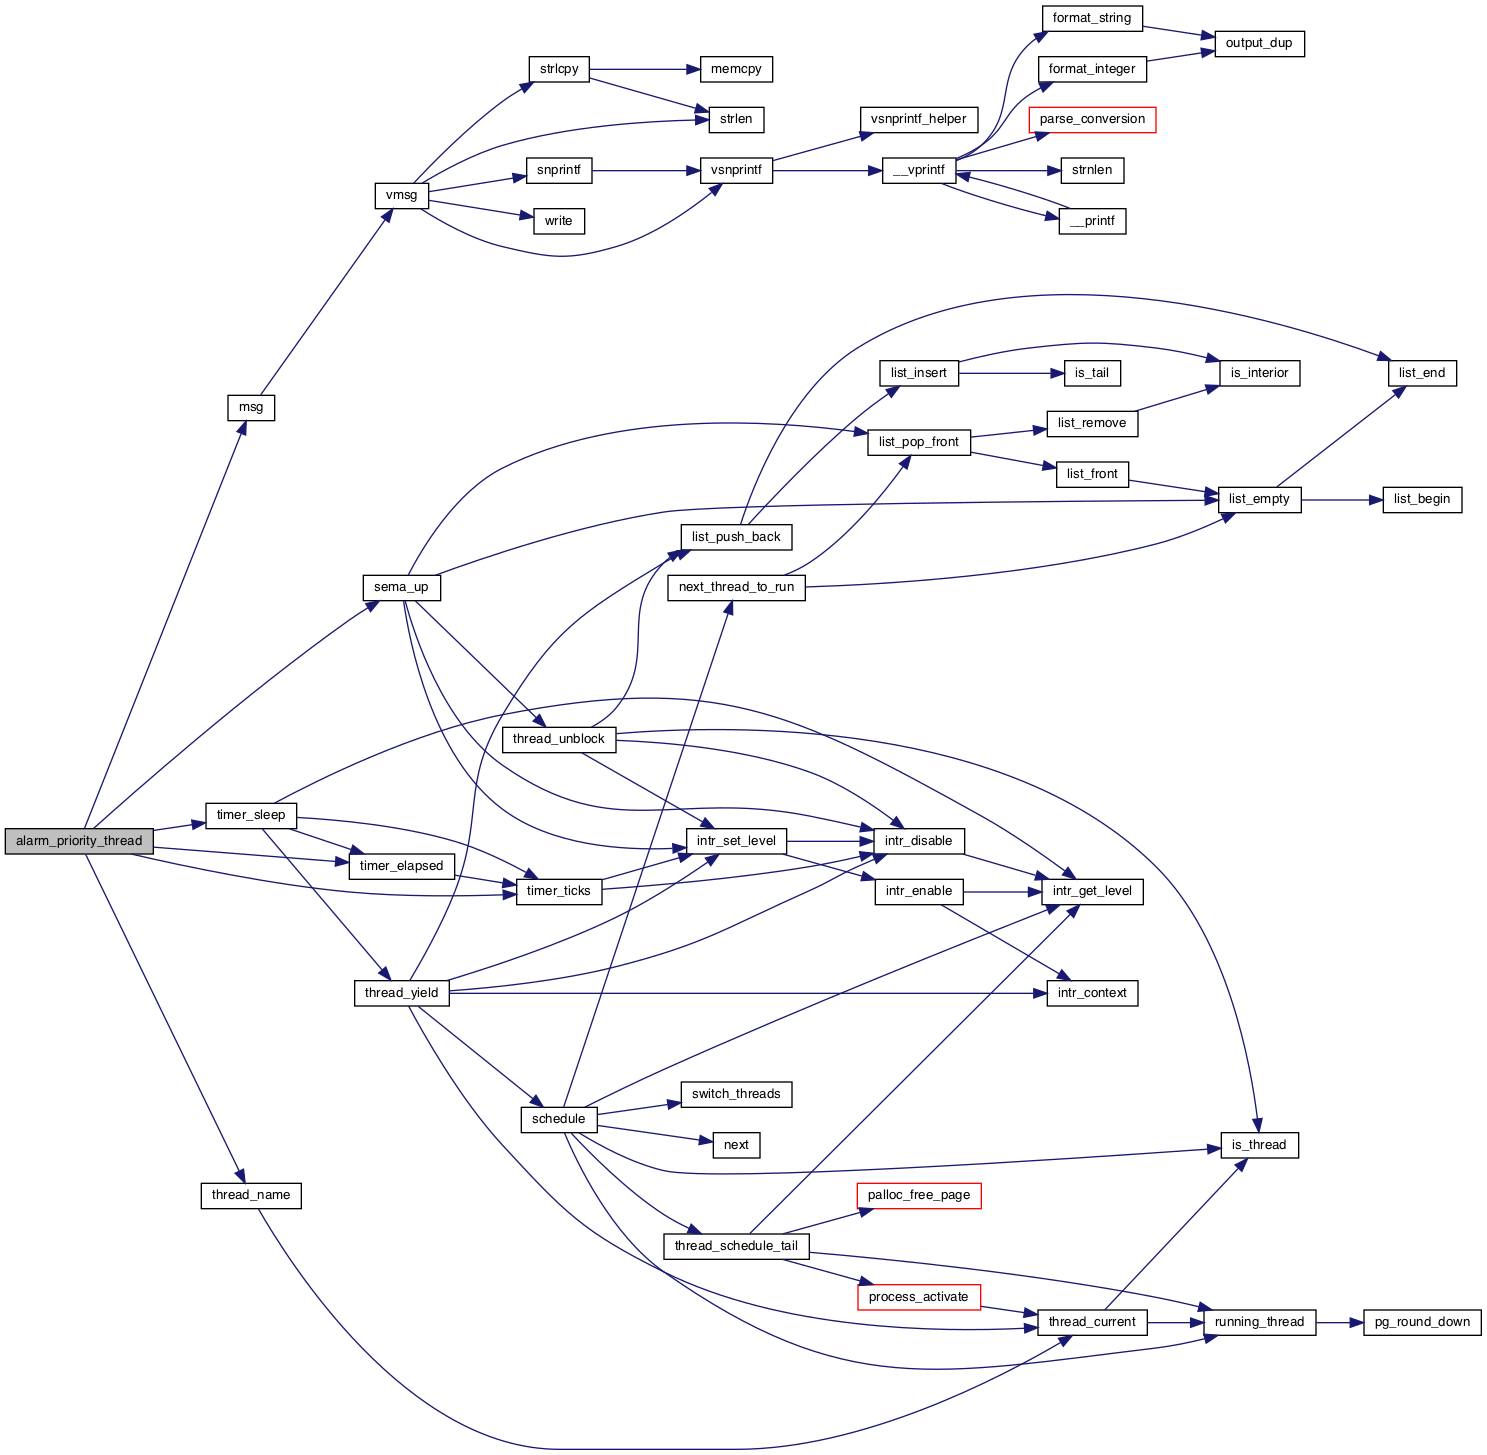 format_string
output_dup
strlcpy
memcpy
format_integer
strlen
vsnprintf_helper
parse_conversion
snprintf
vsnprintf
__vprintf
strnlen
vmsg
write
__printf
list_insert
is_tail
is_interior
list_end
msg
list_remove
list_pop_front
list_front
list_empty
list_begin
list_push_back
sema_up
next_thread_to_run
thread_unblock
timer_sleep
alarm_priority_thread
intr_set_level
intr_disable
timer_elapsed
timer_ticks
intr_enable
intr_get_level
thread_yield
intr_context
switch_threads
schedule
next
is_thread
thread_name
palloc_free_page
thread_schedule_tail
process_activate
thread_current
running_thread
pg_round_down